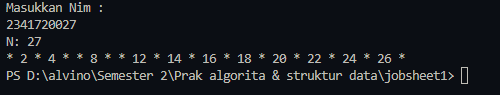 Masukkan Nim :
2341720027
N: 27
* 2 * 4 * * 8 * * 12 * 14 * 16 * 18 * 20 * 22 * 24 * 26 *
PS D:\alvino\Semester 2\Prak algorita & struktur data\jobsheet1>